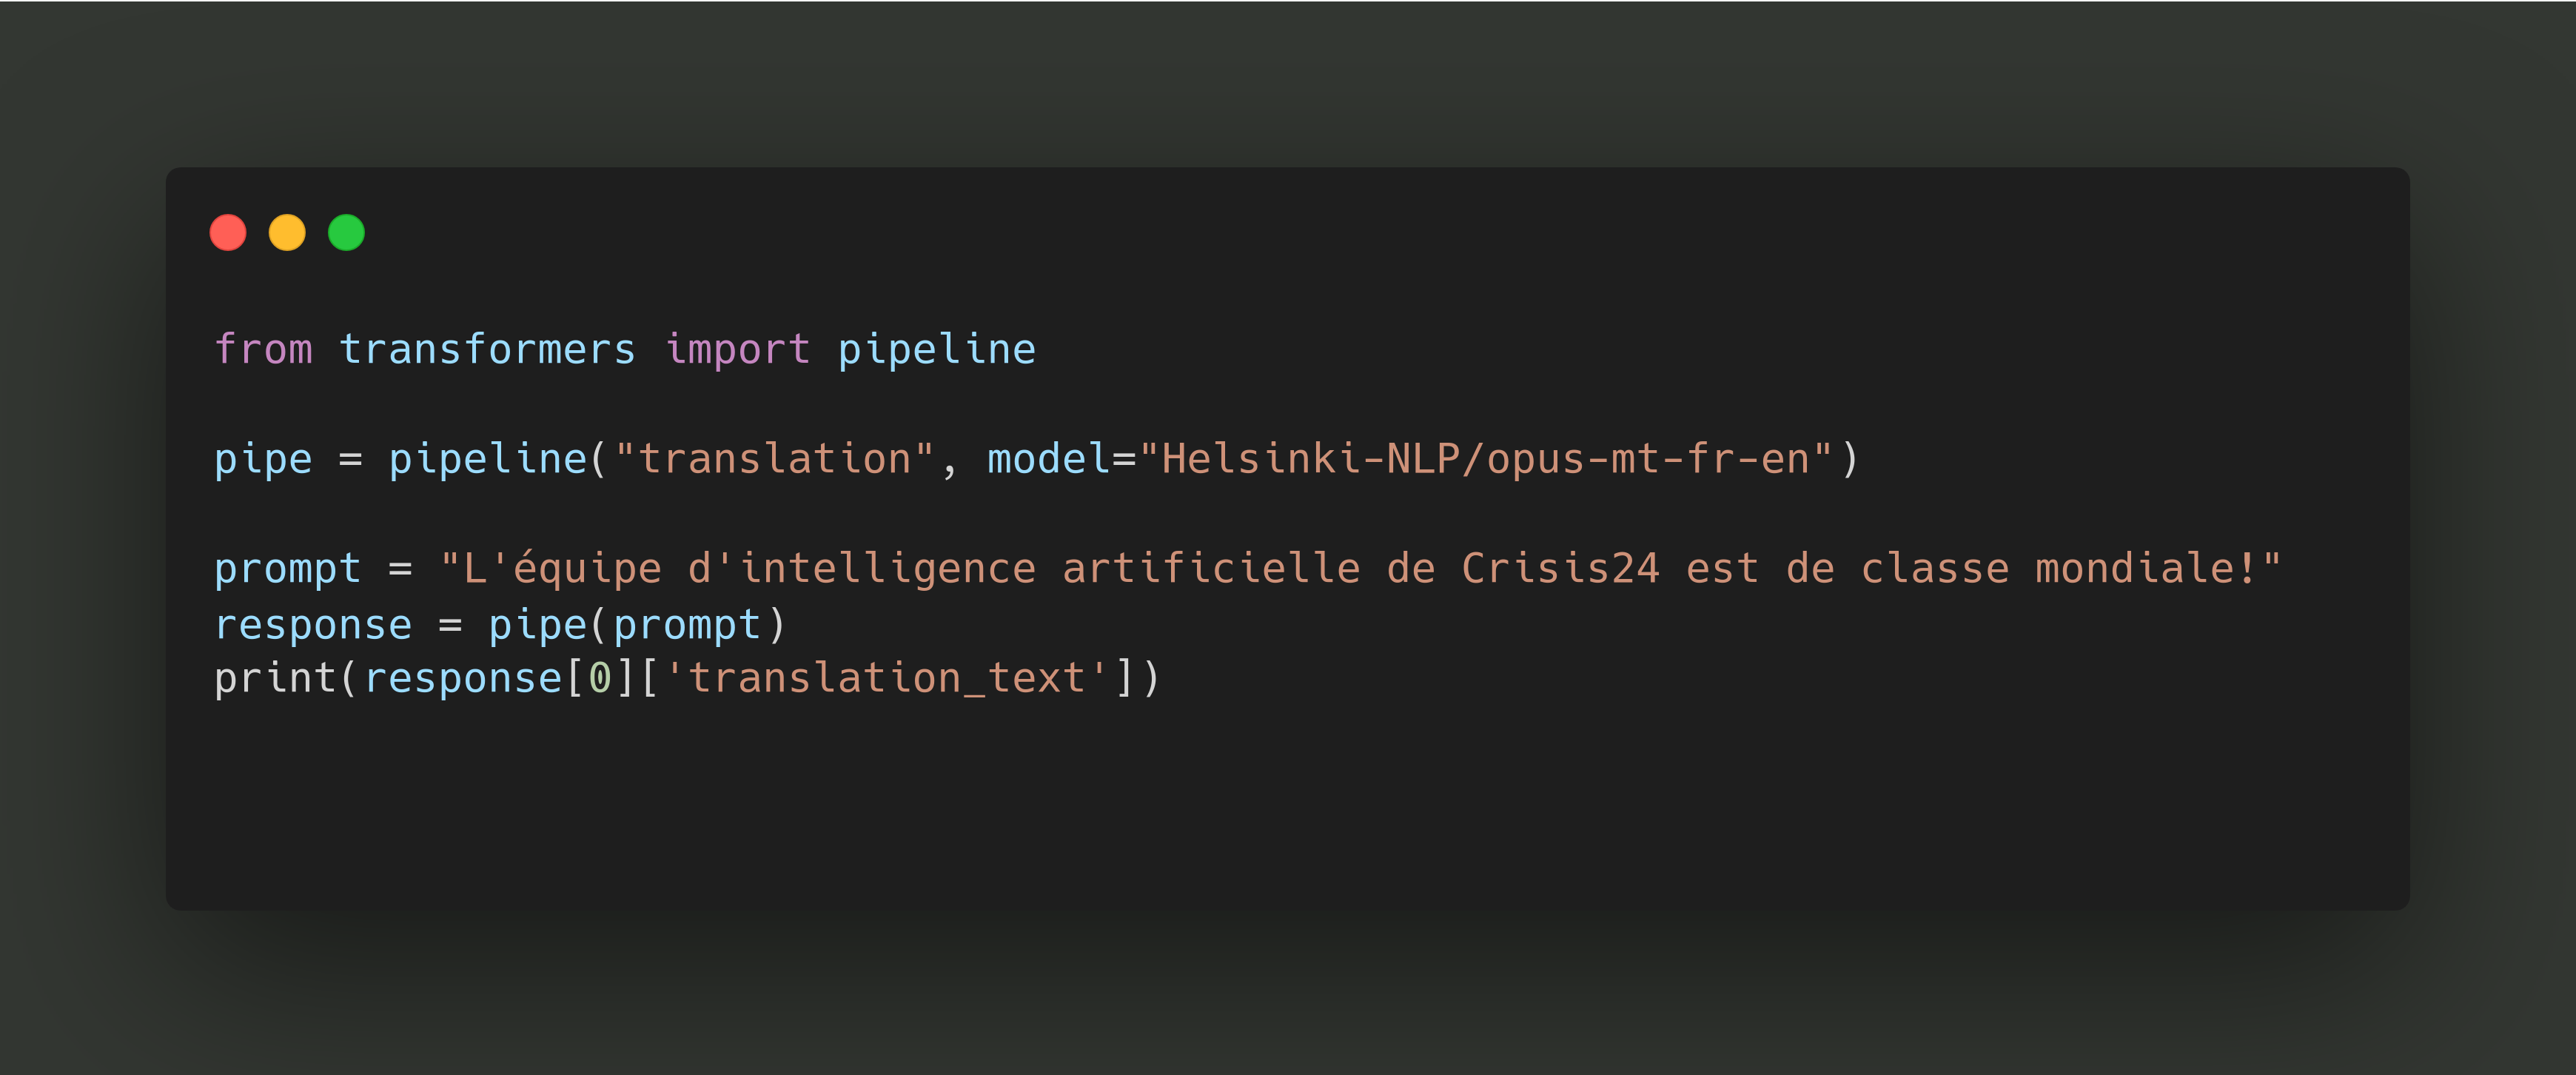 from transformers import pipeline
pipe = pipeline("translation", model="Helsinki-NLP/opus-mt-fr-en")
prompt = "L'équipe d'intelligence artificielle de Crisis24 est de classe mondiale!"
response = pipe(prompt)
print(response[0]['translation_text'])